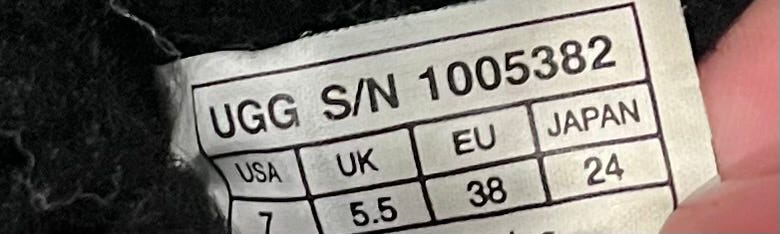 UGG S/N 1005382
USA UK EU JAPAN
7 5.5 38 24